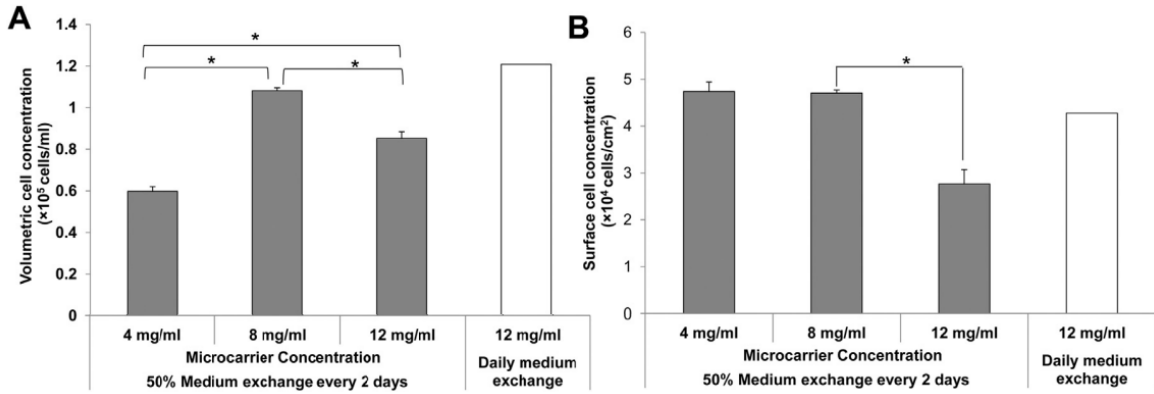 A
Volumetric cell concentration
(×10⁵ cells/ml)
1.4
1.2
1
0.8
0.6
0.4
0.2
0
*
*
*
4 mg/ml
8 mg/ml
12 mg/ml
12 mg/ml
Microcarrier Concentration
50% Medium exchange every 2 days
Daily medium
exchange
B
Surface cell concentration
(×10⁴ cells/cm²)
6
5
4
3
2
1
0
*
4 mg/ml
8 mg/ml
12 mg/ml
12 mg/ml
Microcarrier Concentration
50% Medium exchange every 2 days
Daily medium
exchange